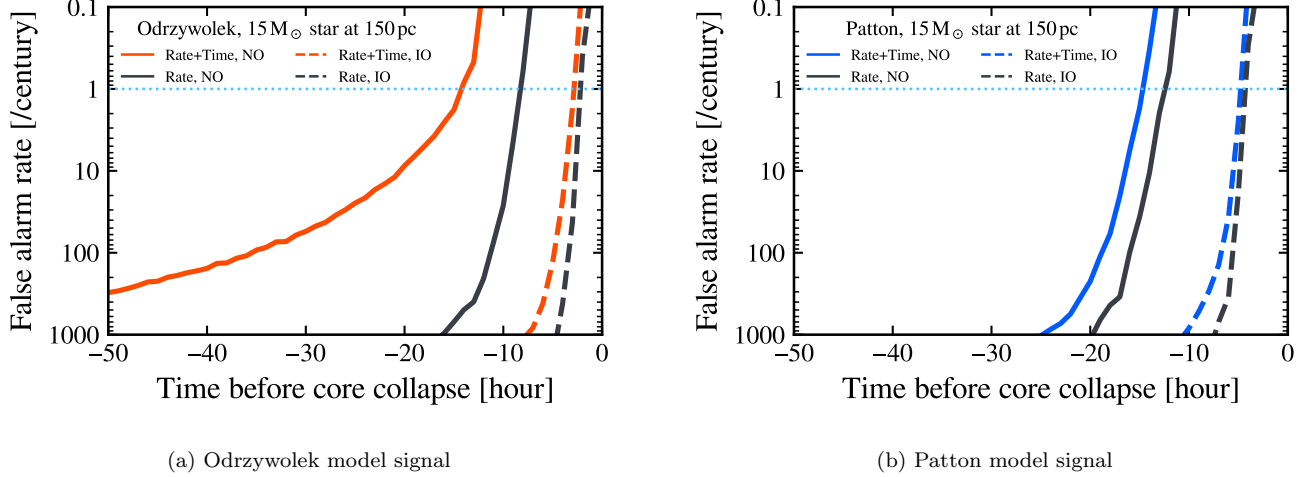 Odrzywolek, 15 M⊙ star at 150 pc
Rate+Time, NO
Rate, NO
Rate+Time, IO
Rate, IO
False alarm rate [/century]
0.1
1
10
100
1000
−50
−40
−30
−20
−10
0
Time before core collapse [hour]
(a) Odrzywolek model signal
Patton, 15 M⊙ star at 150 pc
Rate+Time, NO
Rate, NO
Rate+Time, IO
Rate, IO
False alarm rate [/century]
0.1
1
10
100
1000
−50
−40
−30
−20
−10
0
Time before core collapse [hour]
(b) Patton model signal